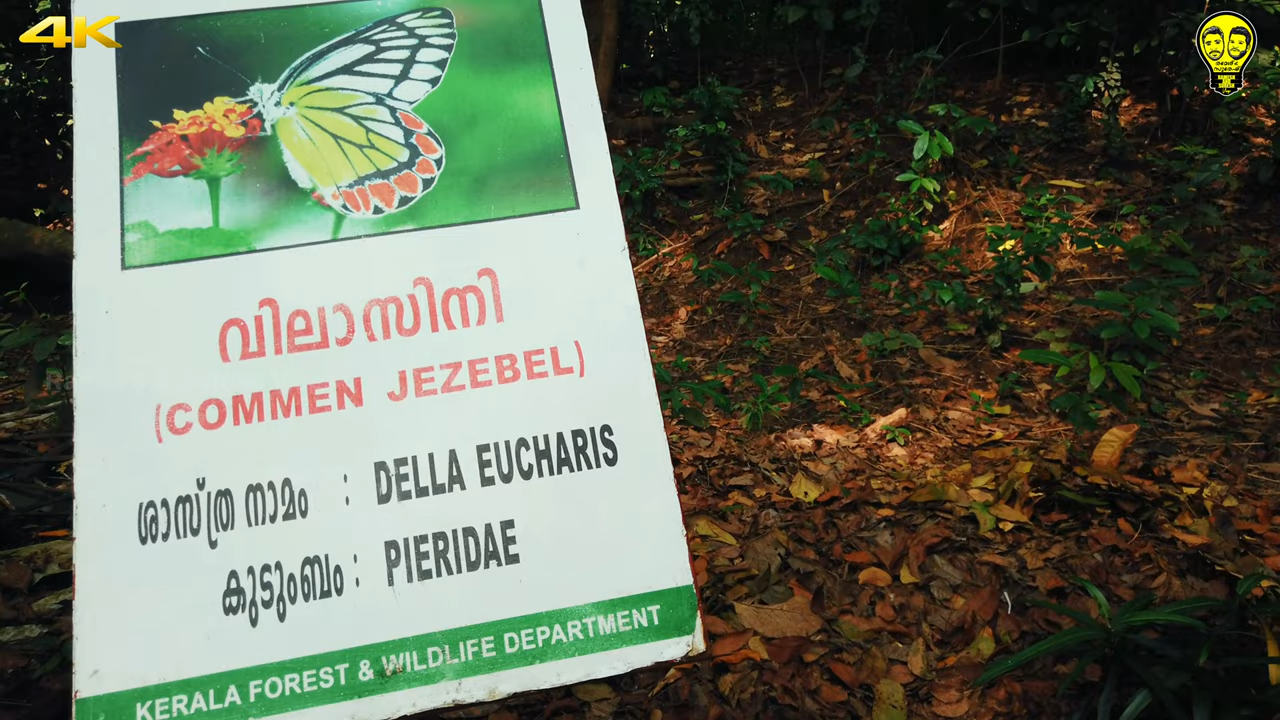 4K
വിലാസിനി
(COMMEN JEZEBEL)
ശാസ്ത്ര നാമം : DELLA EUCHARIS
കുടുംബം : PIERIDAE
KERALA FOREST & WILDLIFE DEPARTMENT